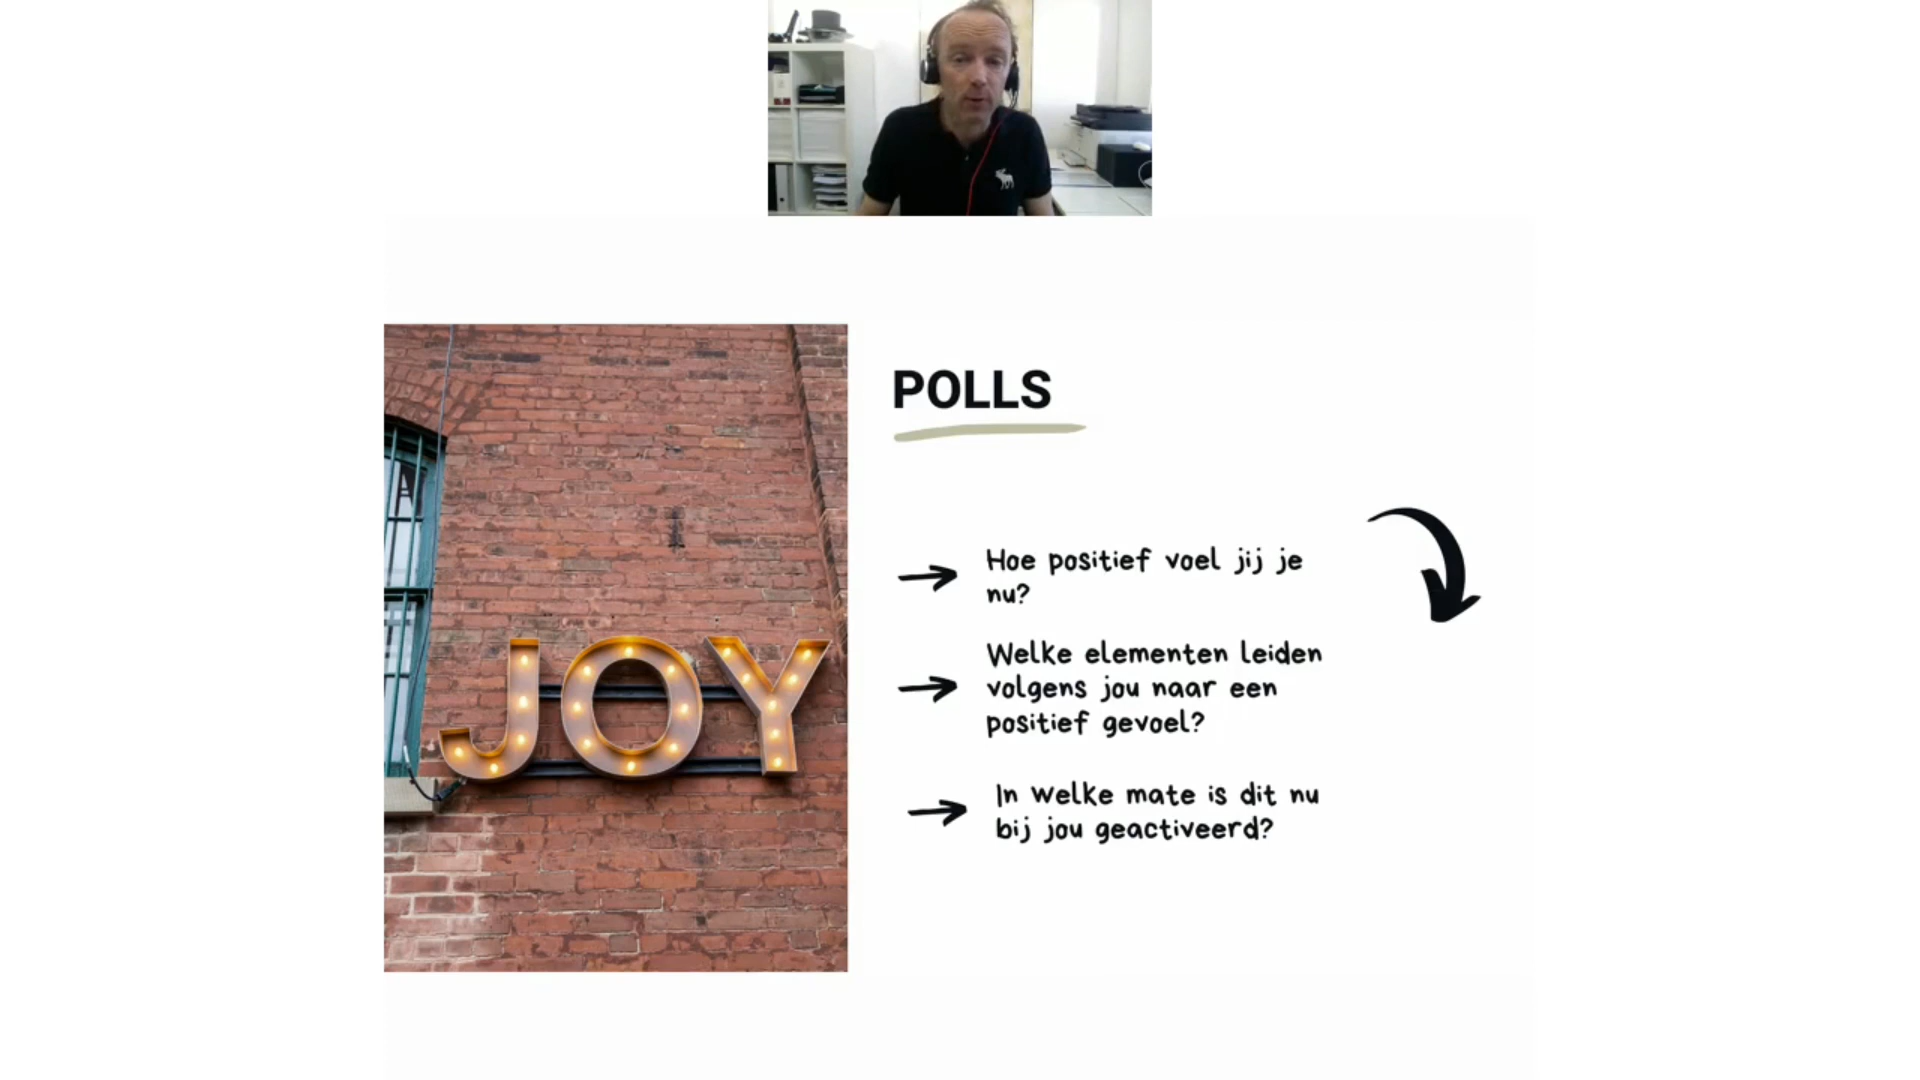 POLLS
Hoe positief voel jij je
nu?
Welke elementen leiden
volgens jou naar een
positief gevoel?
In welke mate is dit nu
bij jou geactiveerd?
JOY